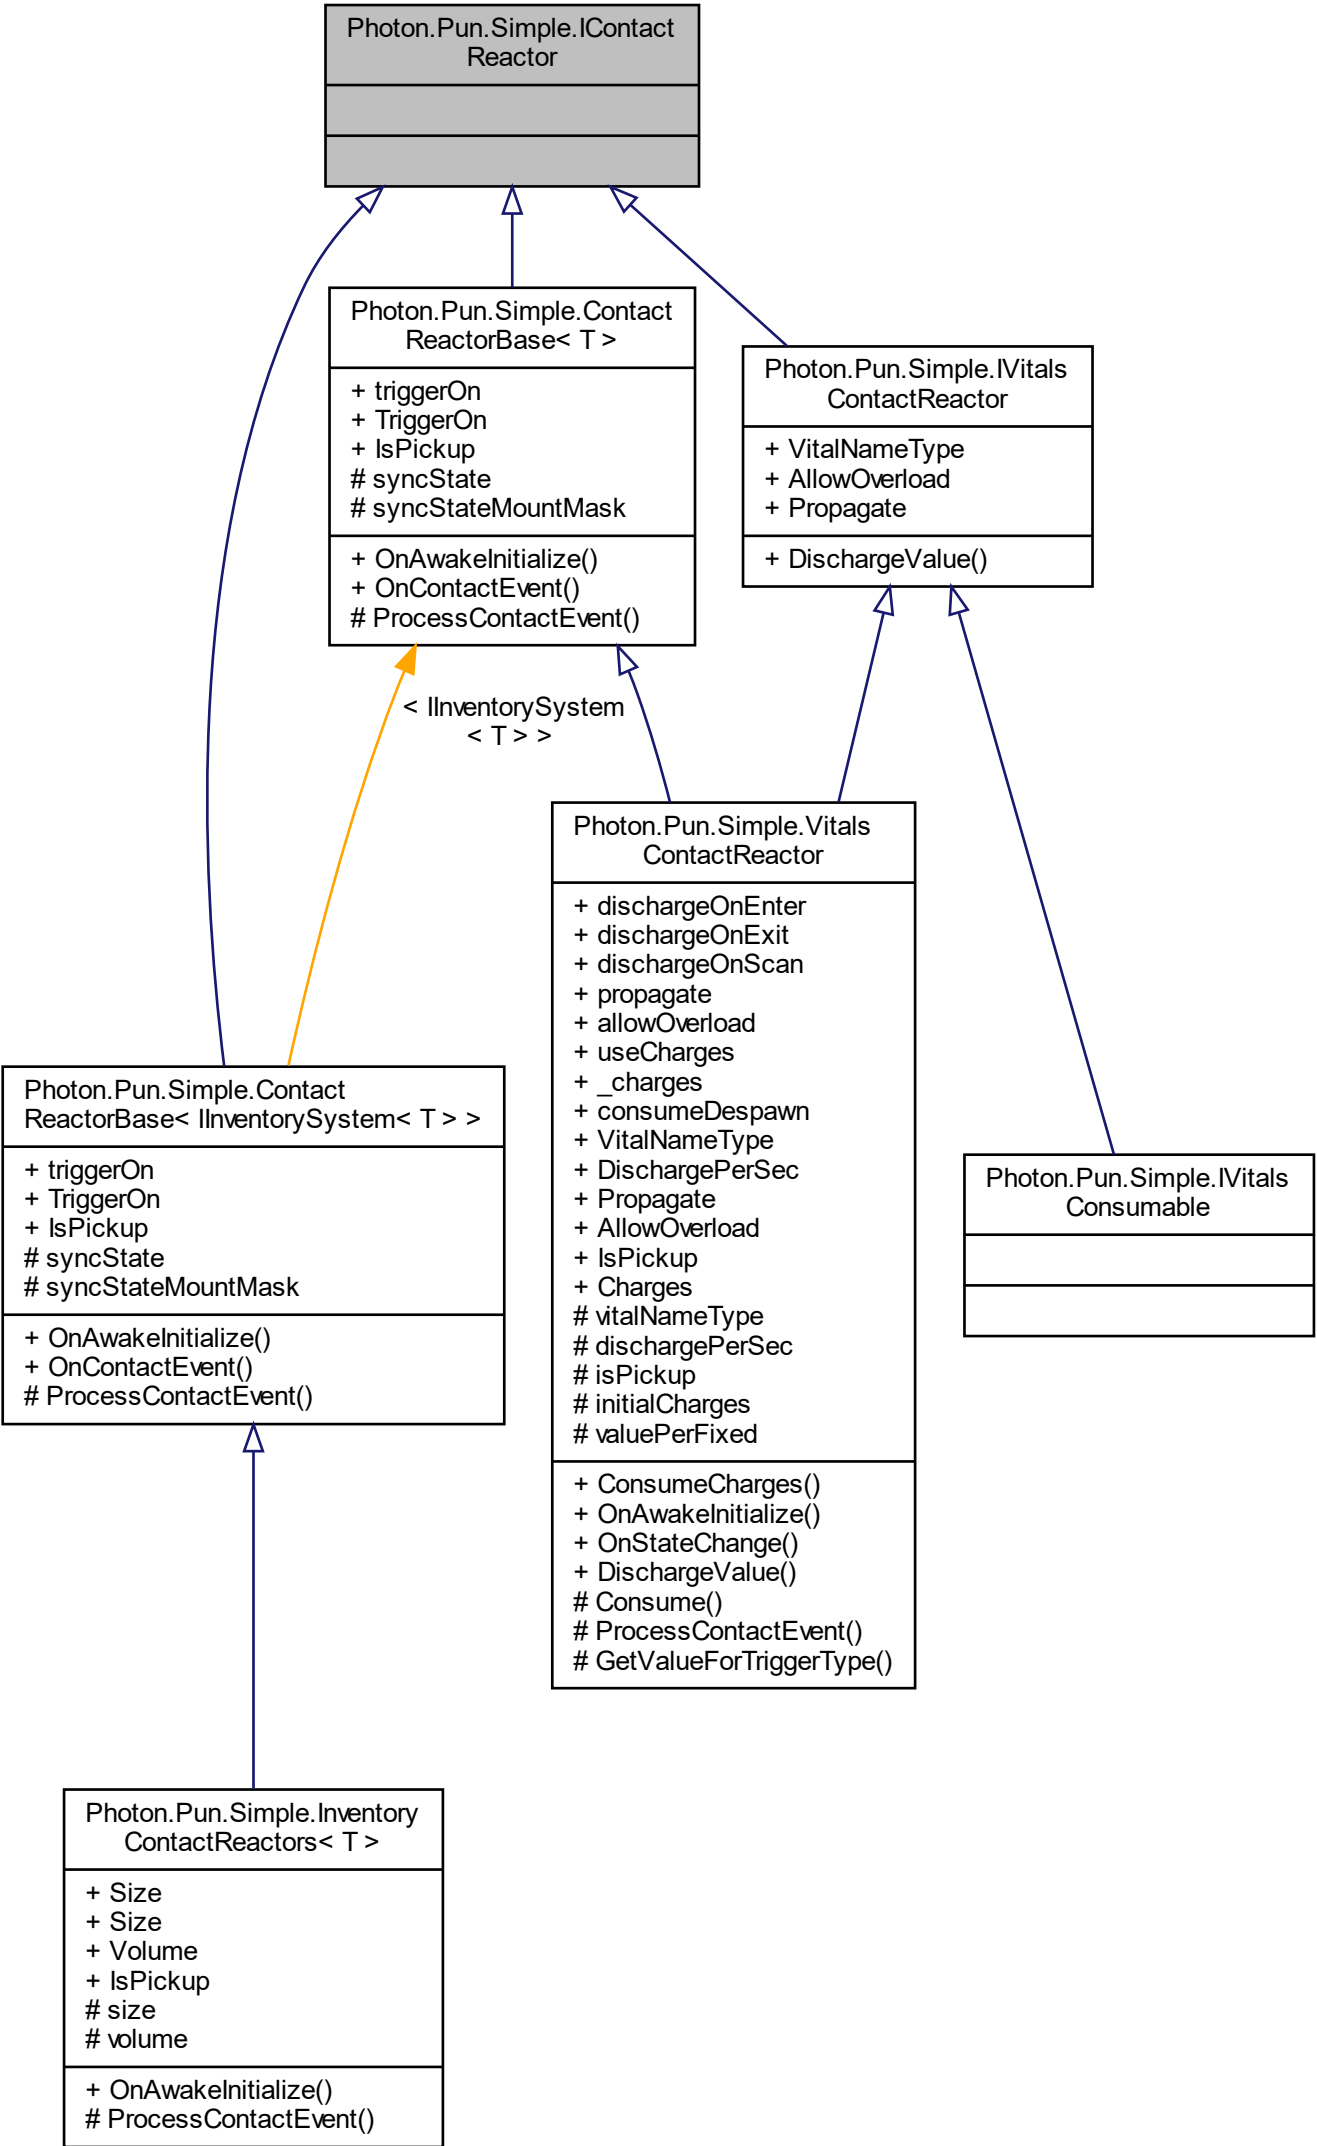 Photon.Pun.Simple.IContact
Reactor
Photon.Pun.Simple.Contact
ReactorBase< T >
+ triggerOn
+ TriggerOn
+ IsPickup
# syncState
# syncStateMountMask
+ OnAwakeInitialize()
+ OnContactEvent()
# ProcessContactEvent()
Photon.Pun.Simple.IVitals
ContactReactor
+ VitalNameType
+ AllowOverload
+ Propagate
+ DischargeValue()
< IInventorySystem
< T > >
Photon.Pun.Simple.Vitals
ContactReactor
+ dischargeOnEnter
+ dischargeOnExit
+ dischargeOnScan
+ propagate
+ allowOverload
+ useCharges
+ _charges
+ consumeDespawn
+ VitalNameType
+ DischargePerSec
+ Propagate
+ AllowOverload
+ IsPickup
+ Charges
# vitalNameType
# dischargePerSec
# isPickup
# initialCharges
# valuePerFixed
+ ConsumeCharges()
+ OnAwakeInitialize()
+ OnStateChange()
+ DischargeValue()
# Consume()
# ProcessContactEvent()
# GetValueForTriggerType()
Photon.Pun.Simple.Contact
ReactorBase< IInventorySystem< T > >
+ triggerOn
+ TriggerOn
+ IsPickup
# syncState
# syncStateMountMask
+ OnAwakeInitialize()
+ OnContactEvent()
# ProcessContactEvent()
Photon.Pun.Simple.IVitals
Consumable
Photon.Pun.Simple.Inventory
ContactReactors< T >
+ Size
+ Size
+ Volume
+ IsPickup
# size
# volume
+ OnAwakeInitialize()
# ProcessContactEvent()